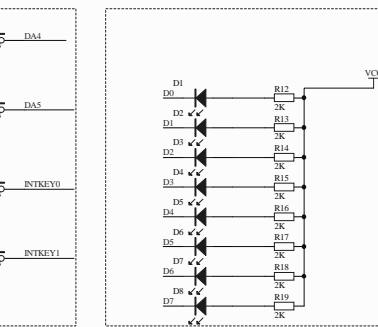 DA4
DA5
INTKEY0
INTKEY1
D1
D0
R12
2K
D2
D1
R13
2K
D3
D2
R14
2K
D4
D3
R15
2K
D5
D4
R16
2K
D6
D5
R17
2K
D7
D6
R18
2K
D8
D7
R19
2K